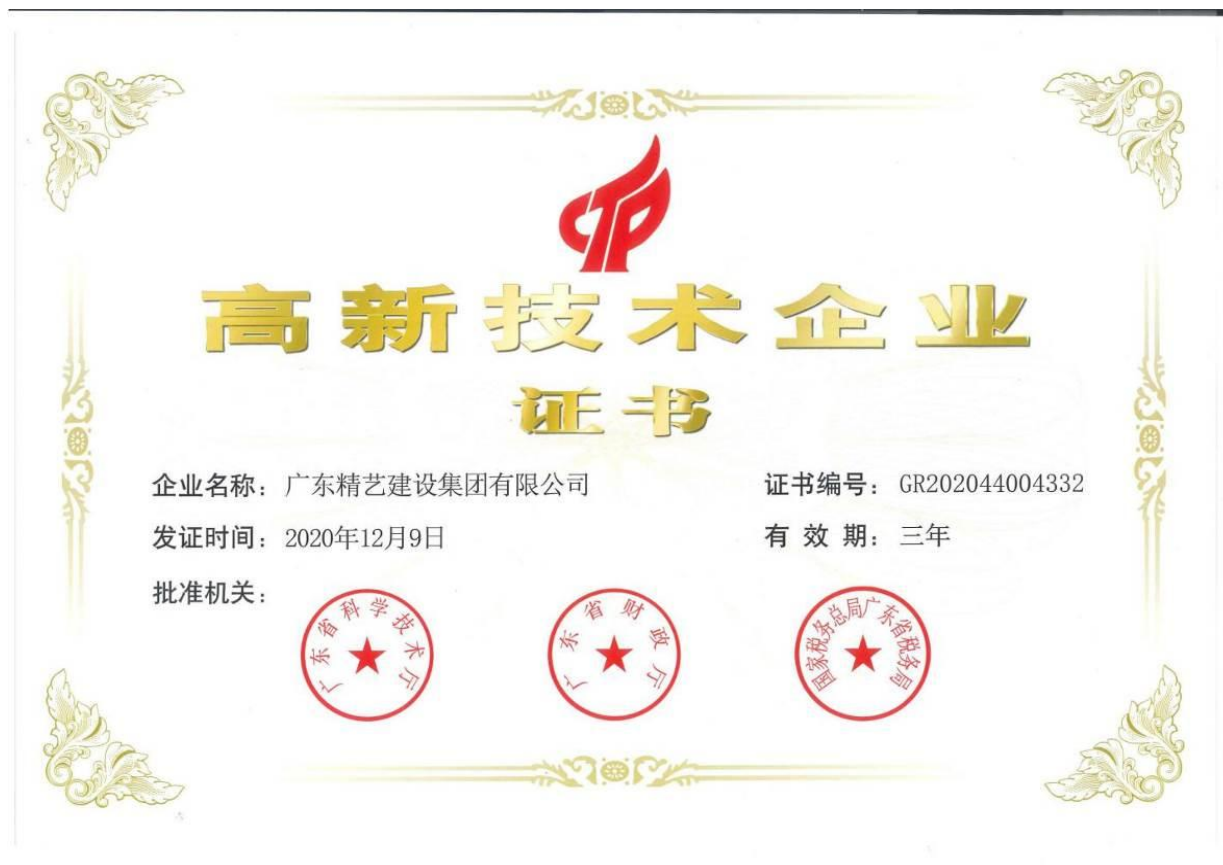 高新技术企业
证书
企业名称：广东精艺建设集团有限公司
证书编号：GR202044004332
发证时间：2020年12月9日
有效期：三年
批准机关：
广东省科学技术厅
广东省财政厅
国家税务总局广东省税务局